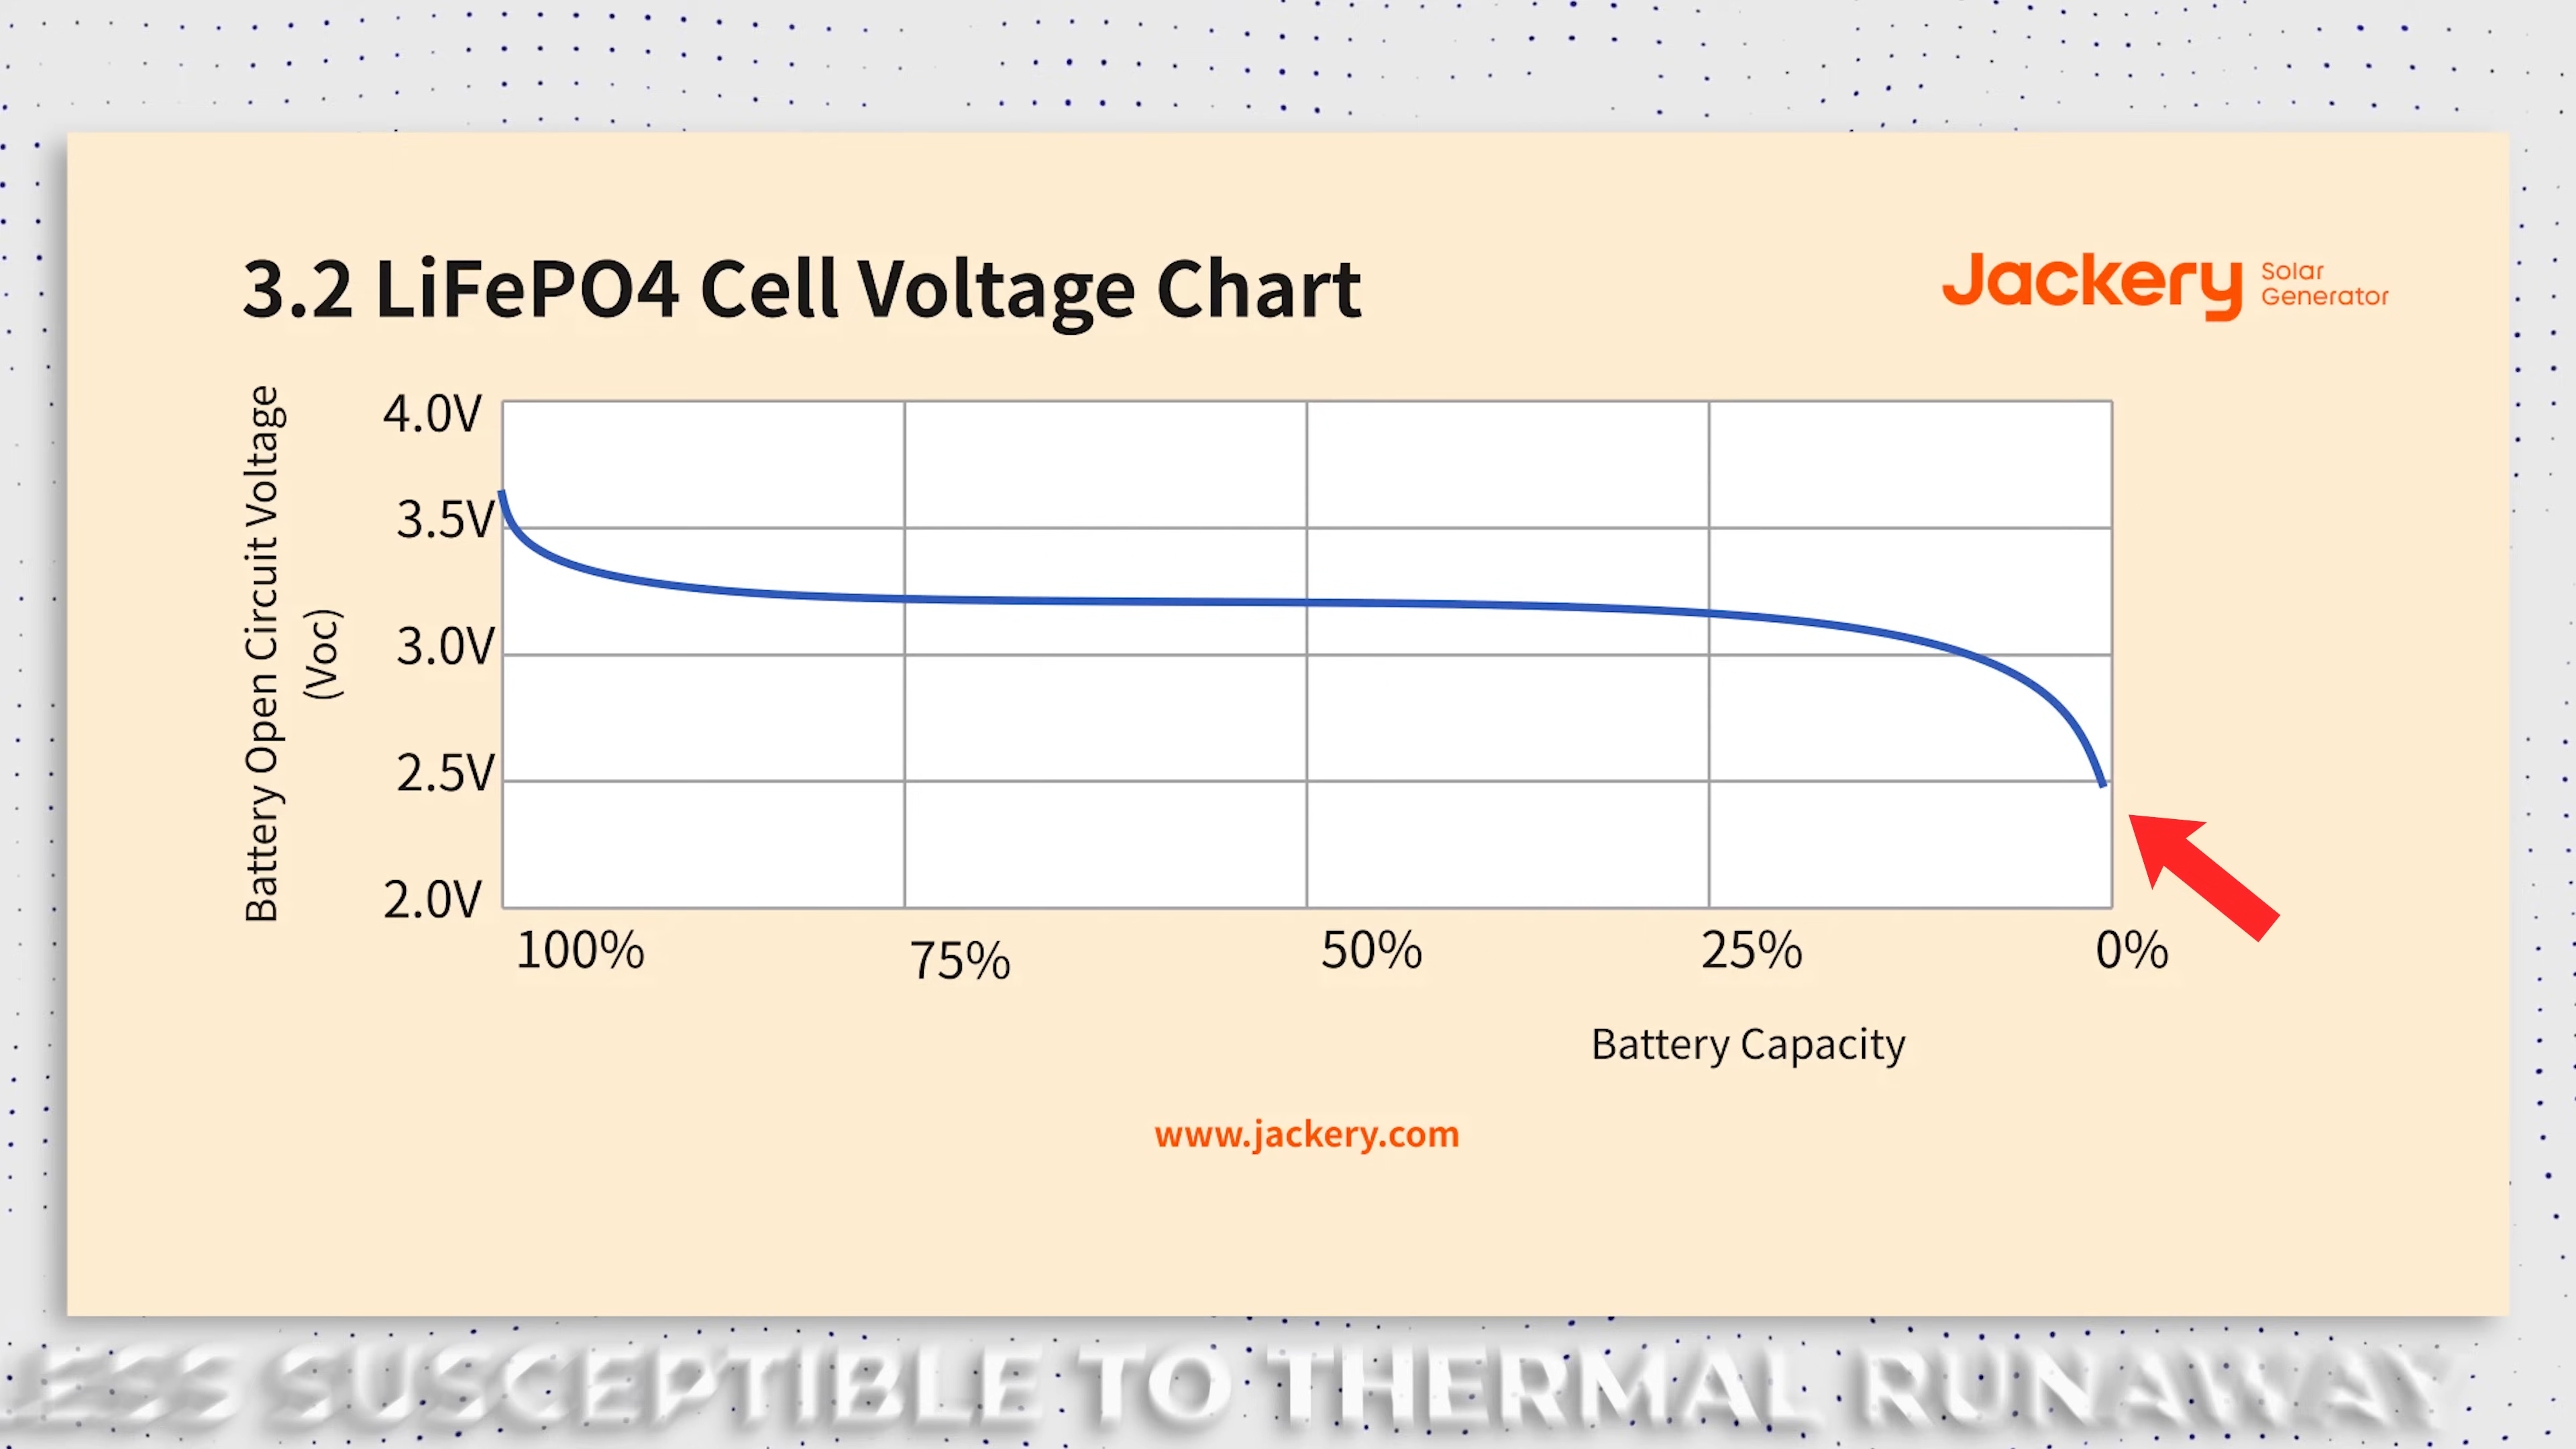 3.2 LiFePO4 Cell Voltage Chart
Jackery
Solar
Generator
Battery Open Circuit Voltage
(Voc)
4.0V
3.5V
3.0V
2.5V
2.0V
100%
75%
50%
25%
0%
Battery Capacity
www.jackery.com
ESS SUSCEPTIBLE TO THERMAL RUNAWAY